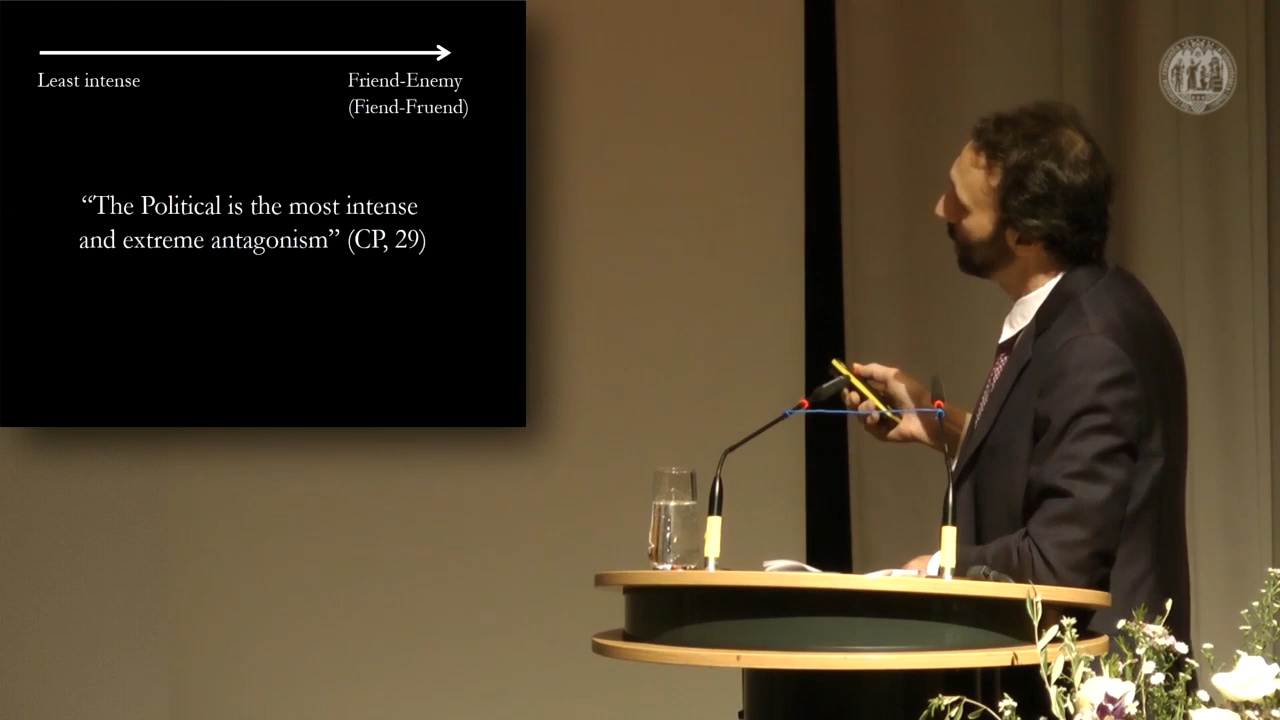 Least intense
Friend-Enemy
(Fiend-Fruend)
“The Political is the most intense
and extreme antagonism” (CP, 29)